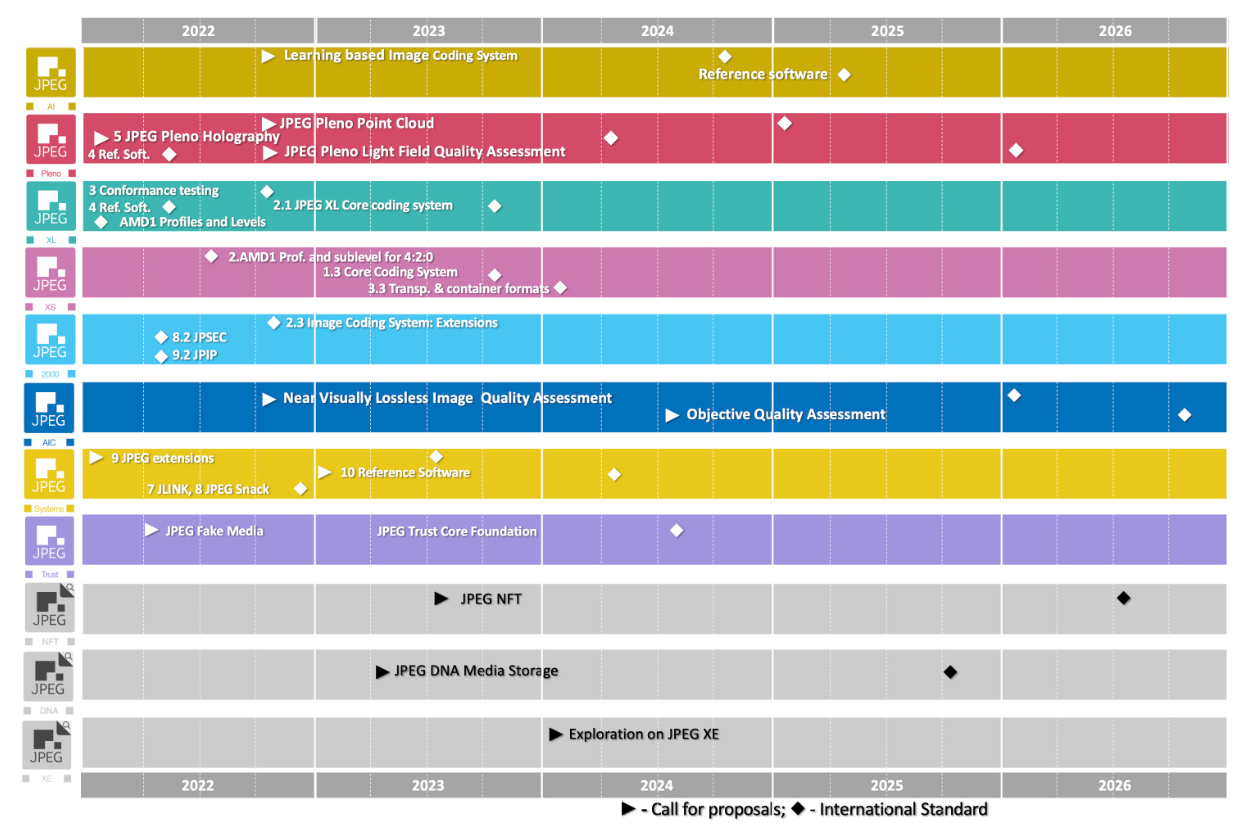 2022 2023 2024 2025 2026
JPEG
AI
Learning based Image Coding System
Reference software
JPEG
Pleno
JPEG Pleno Point Cloud
5 JPEG Pleno Holography
4 Ref. Soft.
JPEG Pleno Light Field Quality Assessment
JPEG
XL
3 Conformance testing
4 Ref. Soft.
2.1 JPEG XL Core coding system
AMD1 Profiles and Levels
JPEG
XS
2.AMD1 Prof. and sublevel for 4:2:0
1.3 Core Coding System
3.3 Transp. & container formats
JPEG
2000
2.3 Image Coding System: Extensions
8.2 JPSEC
9.2 JPIP
JPEG
AIC
Near Visually Lossless Image Quality Assessment
Objective Quality Assessment
JPEG
Systems
9 JPEG extensions
10 Reference Software
7 JLINK, 8 JPEG Snack
JPEG
Trust
JPEG Fake Media
JPEG Trust Core Foundation
JPEG
NFT
JPEG NFT
JPEG
DNA
JPEG DNA Media Storage
JPEG
XE
Exploration on JPEG XE
2022 2023 2024 2025 2026
▶ - Call for proposals; ◆ - International Standard